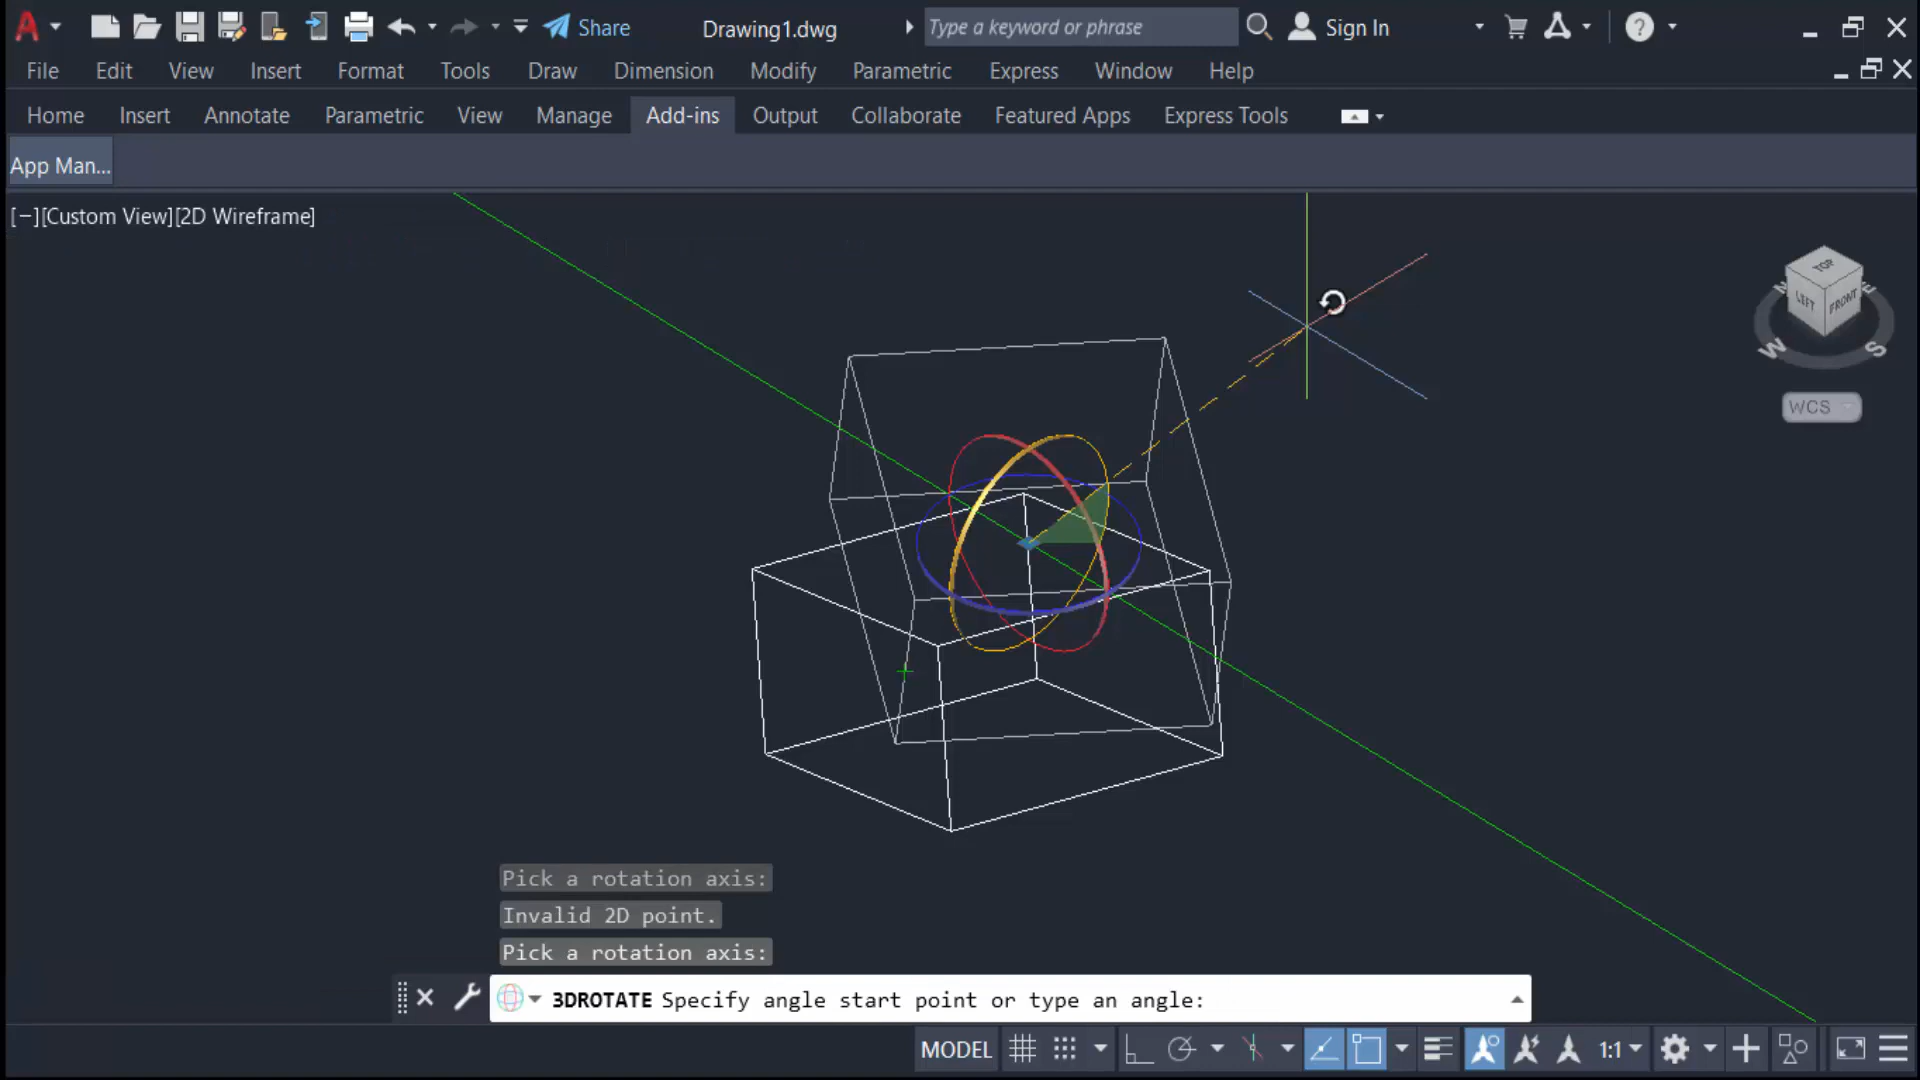 Share
Drawing1.dwg
Type a keyword or phrase
Sign In
File Edit View Insert Format Tools Draw Dimension Modify Parametric Express Window Help
Home Insert Annotate Parametric View Manage Add-ins Output Collaborate Featured Apps Express Tools
App Man...
[−][Custom View][2D Wireframe]
TOP
LEFT FRONT
N E
W S
WCS
Pick a rotation axis:
Invalid 2D point.
Pick a rotation axis:
3DROTATE Specify angle start point or type an angle:
MODEL 1:1